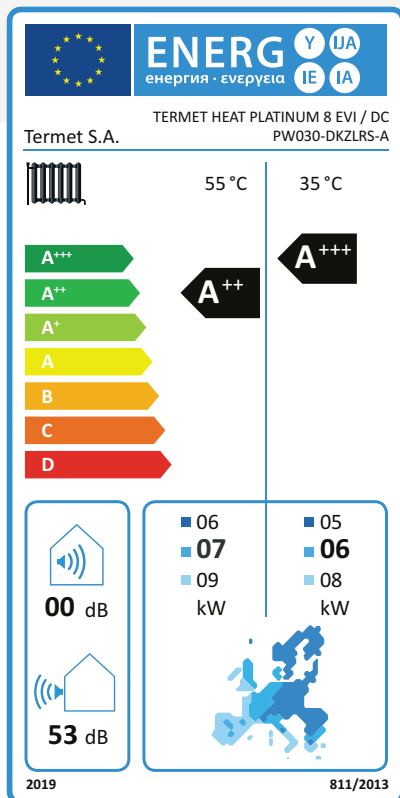 ENERG Y IJA
енергия · ενεργεια IE IA
TERMET HEAT PLATINUM 8 EVI / DC
Termet S.A. PW030-DKZLRS-A
55 °C 35 °C
A+++ A+++
A++ A++
A+
A
B
C
D
06 05
07 06
09 08
kW kW
00 dB
53 dB
2019 811/2013